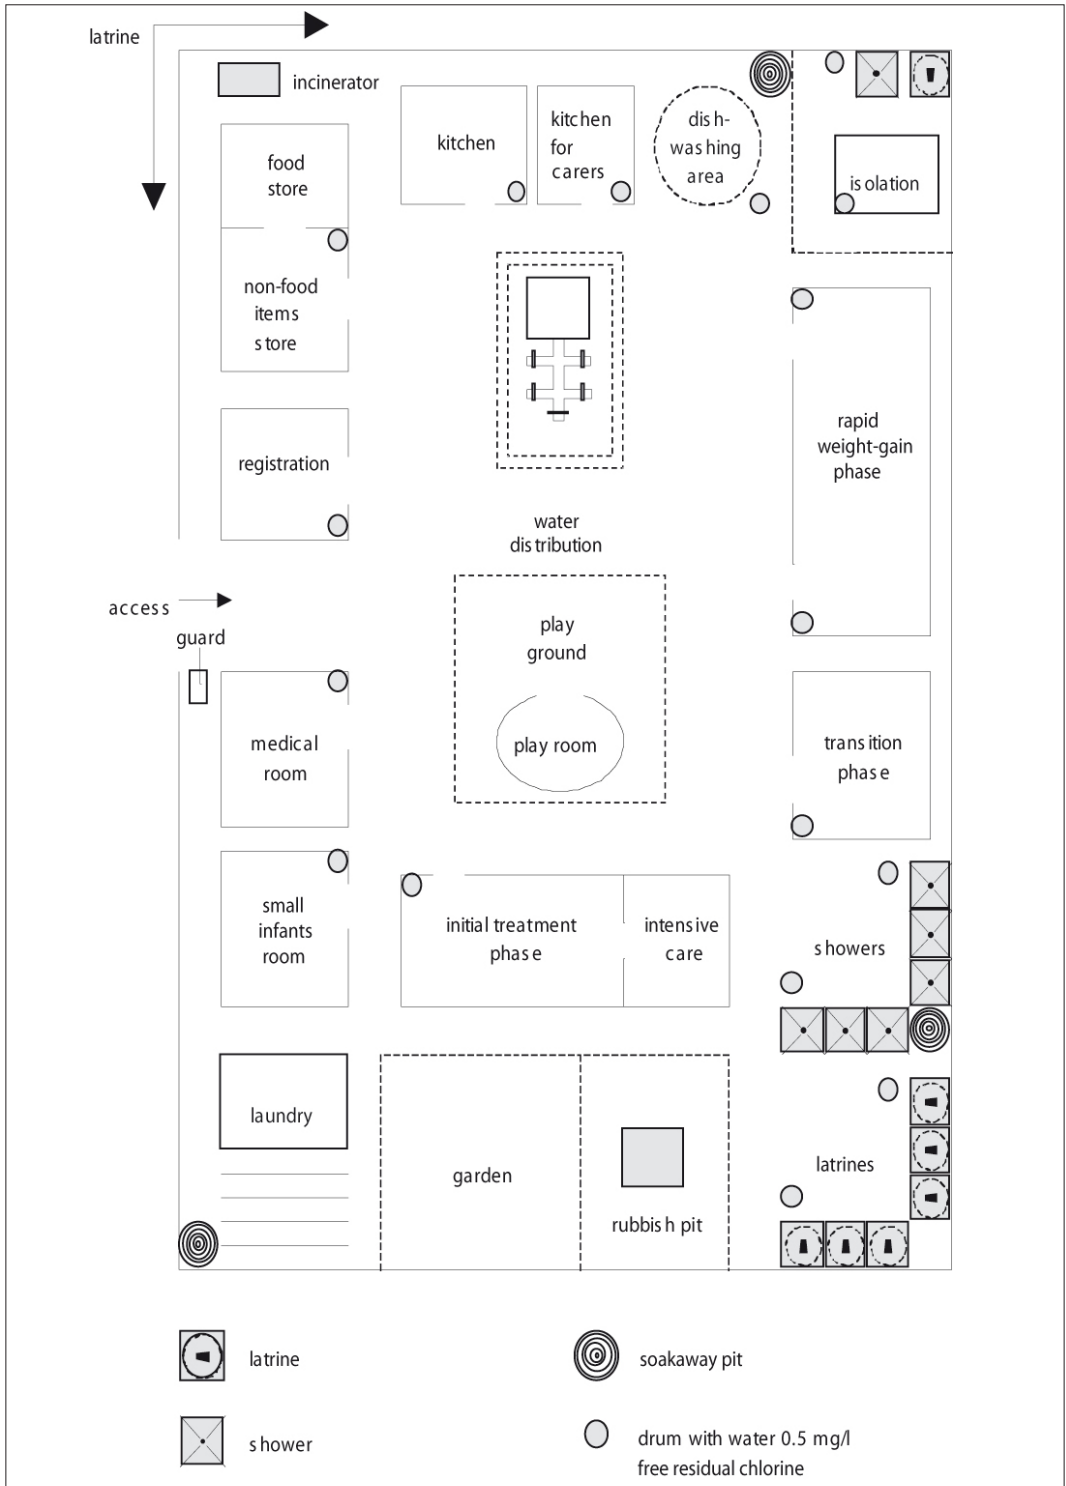 latrine
incinerator
food
store
kitchen
kitchen
for
carers
dish-
washing
area
isolation
non-food
items
store
registration
water
distribution
rapid
weight-gain
phase
access
guard
play
ground
play room
medical
room
transition
phase
small
infants
room
initial treatment
phase
intensive
care
showers
laundry
garden
rubbish pit
latrines
latrine
soakaway pit
shower
drum with water 0.5 mg/l
free residual chlorine